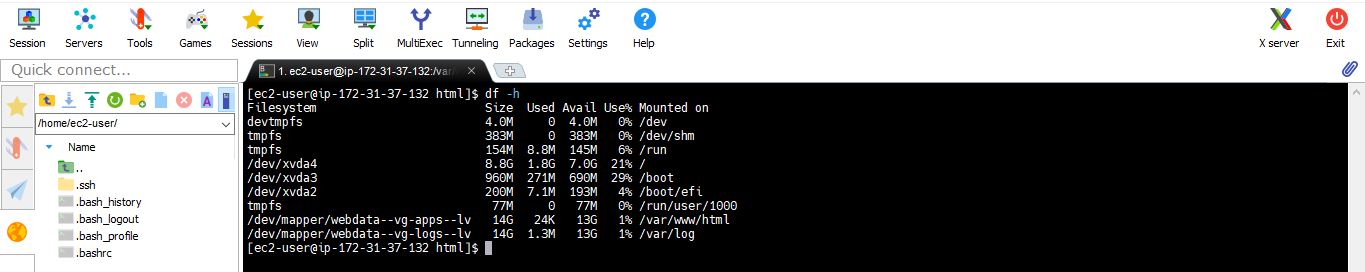 Session Servers Tools Games Sessions View Split MultiExec Tunneling Packages Settings Help X server Exit
Quick connect...
1. ec2-user@ip-172-31-37-132:/var/
/home/ec2-user/
Name
..
.ssh
.bash_history
.bash_logout
.bash_profile
.bashrc
[ec2-user@ip-172-31-37-132 html]$ df -h
Filesystem Size Used Avail Use% Mounted on
devtmpfs 4.0M 0 4.0M 0% /dev
tmpfs 383M 0 383M 0% /dev/shm
tmpfs 154M 8.8M 145M 6% /run
/dev/xvda4 8.8G 1.8G 7.0G 21% /
/dev/xvda3 960M 271M 690M 29% /boot
/dev/xvda2 200M 7.1M 193M 4% /boot/efi
tmpfs 77M 0 77M 0% /run/user/1000
/dev/mapper/webdata--vg-apps--lv 14G 24K 13G 1% /var/www/html
/dev/mapper/webdata--vg-logs--lv 14G 1.3M 13G 1% /var/log
[ec2-user@ip-172-31-37-132 html]$